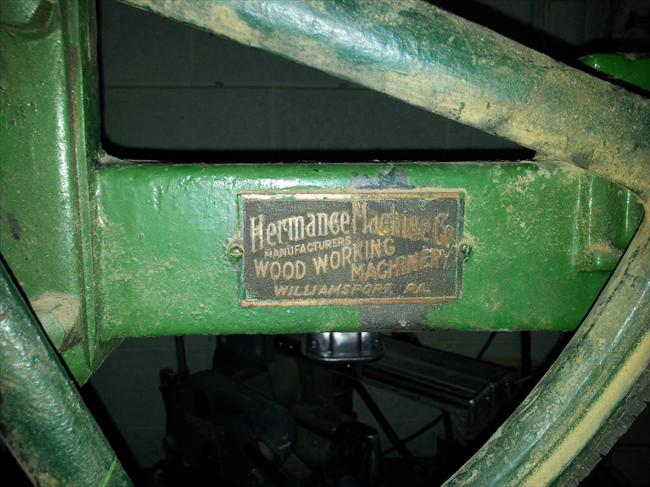 Hermance Machine Co
MANUFACTURERS
WOOD WORKING
MACHINERY
WILLIAMSPORT, PA.